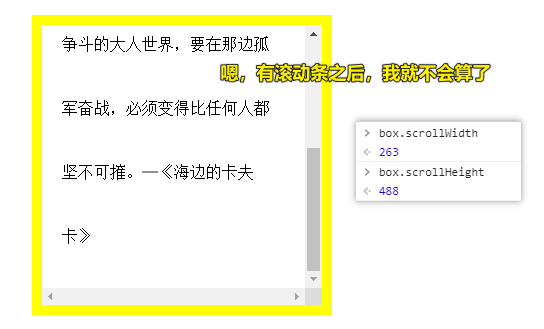 争斗的大人世界，要在那边孤
嗯，有滚动条之后，我就不会算了
军奋战，必须变得比任何人都
坚不可摧。—《海边的卡夫
卡》
> box.scrollWidth
<· 263
> box.scrollHeight
<· 488